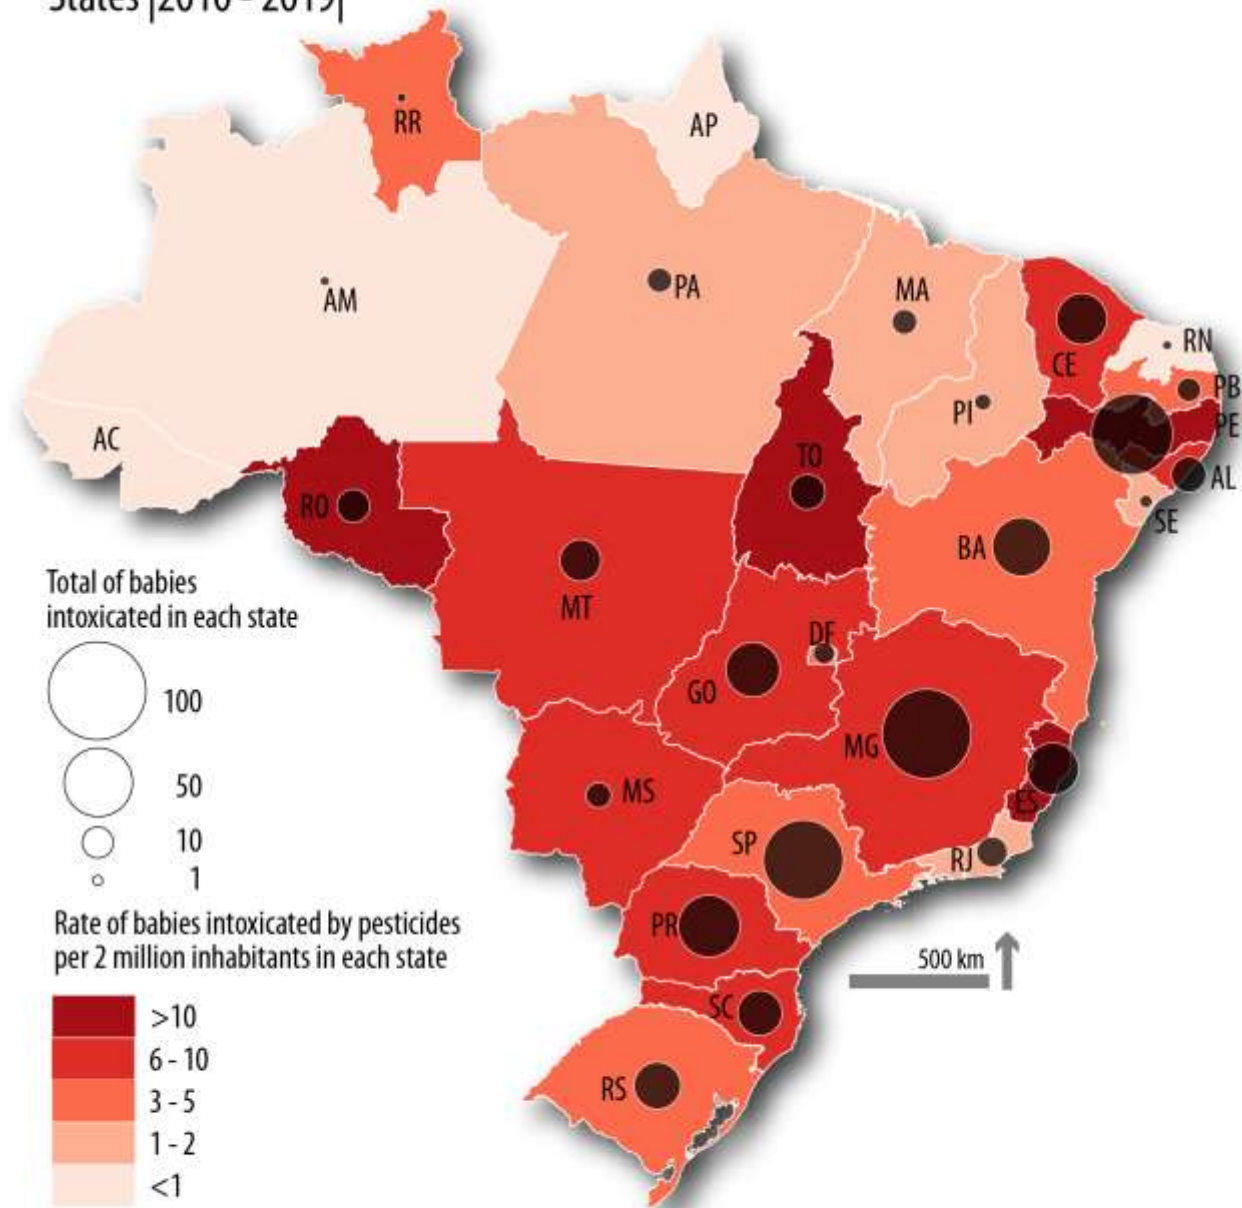 States |2010 - 2019|
RR
AP
AM
PA
MA
CE
RN
PB
PI
PE
AC
TO
AL
RO
SE
BA
MT
DF
GO
MG
MS
ES
SP
RJ
PR
SC
RS
Total of babies
intoxicated in each state
100
50
10
1
Rate of babies intoxicated by pesticides
per 2 million inhabitants in each state
>10
6 - 10
3 - 5
1 - 2
<1
500 km